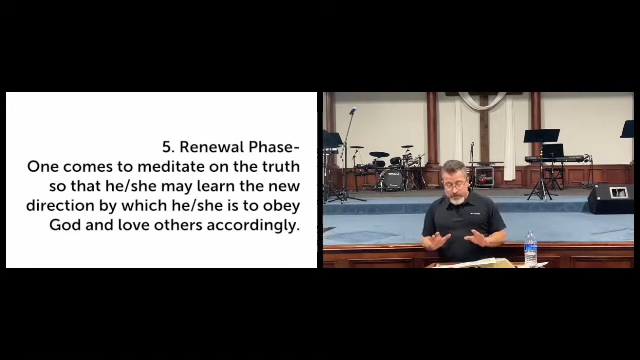 5. Renewal Phase-
One comes to meditate on the truth
so that he/she may learn the new
direction by which he/she is to obey
God and love others accordingly.